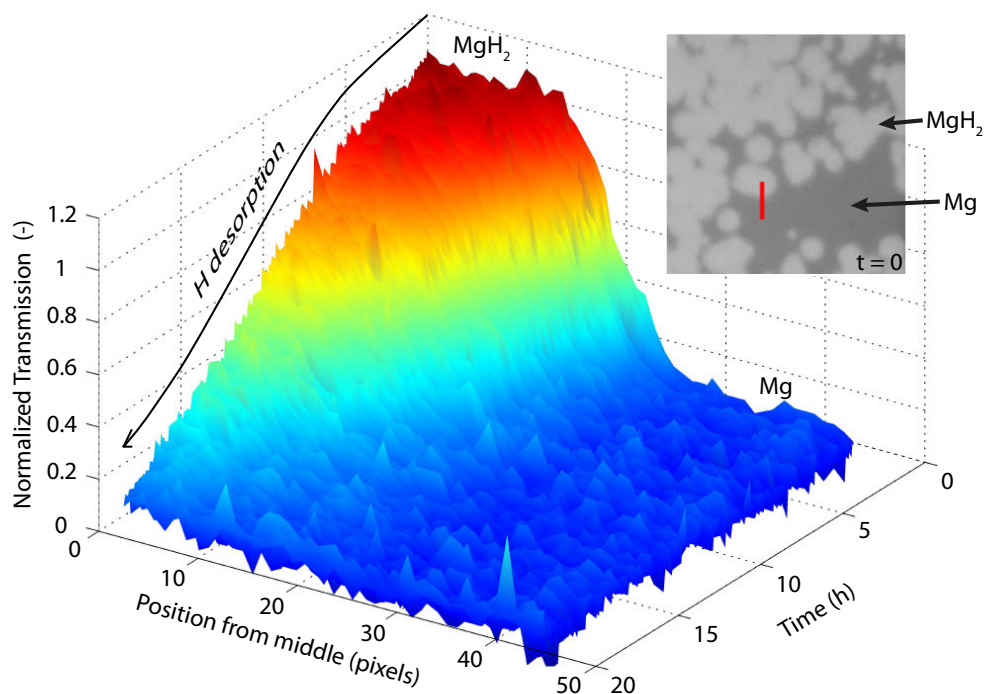 MgH₂
H desorption
Normalized Transmission (-)
1.2
1
0.8
0.6
0.4
0.2
0
0
10
20
30
40
50
Position from middle (pixels)
0
5
10
15
20
Time (h)
Mg
MgH₂
Mg
t = 0